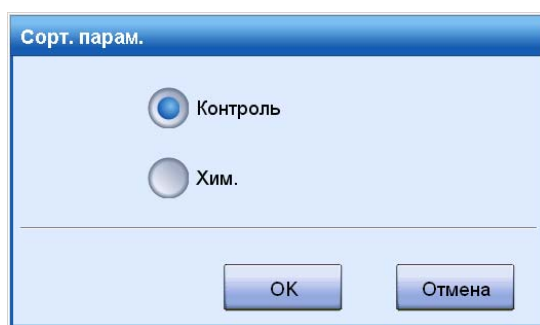 Сорт. парам.
Контроль
Хим.
OK
Отмена